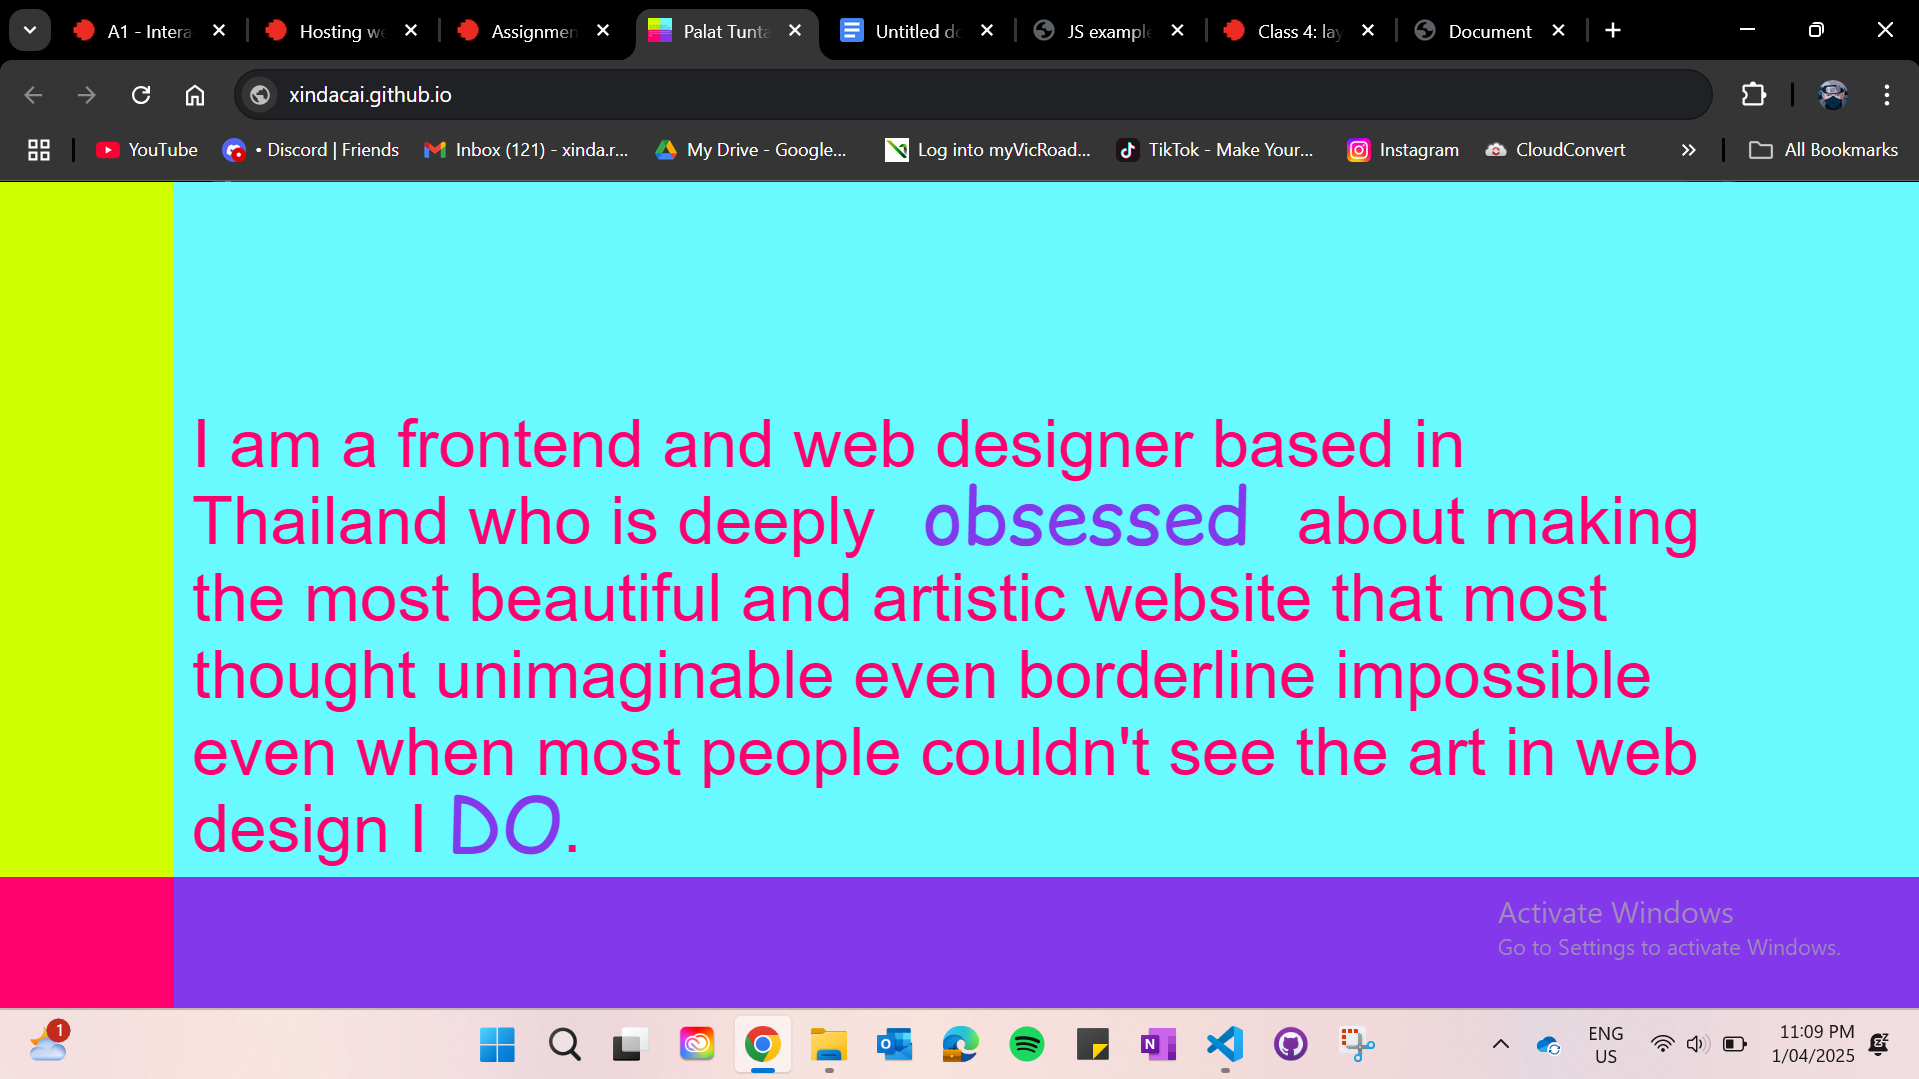 A1 - Intera
Hosting we
Assignmen
Palat Tunta
Untitled do
JS example
Class 4: lay
Document
xindacai.github.io
YouTube
• Discord | Friends
Inbox (121) - xinda.r...
My Drive - Google...
Log into myVicRoad...
TikTok - Make Your...
Instagram
CloudConvert
All Bookmarks
I am a frontend and web designer based in
Thailand who is deeply obsessed about making
the most beautiful and artistic website that most
thought unimaginable even borderline impossible
even when most people couldn't see the art in web
design I DO.
Activate Windows
Go to Settings to activate Windows.
1
ENG
US
11:09 PM
1/04/2025